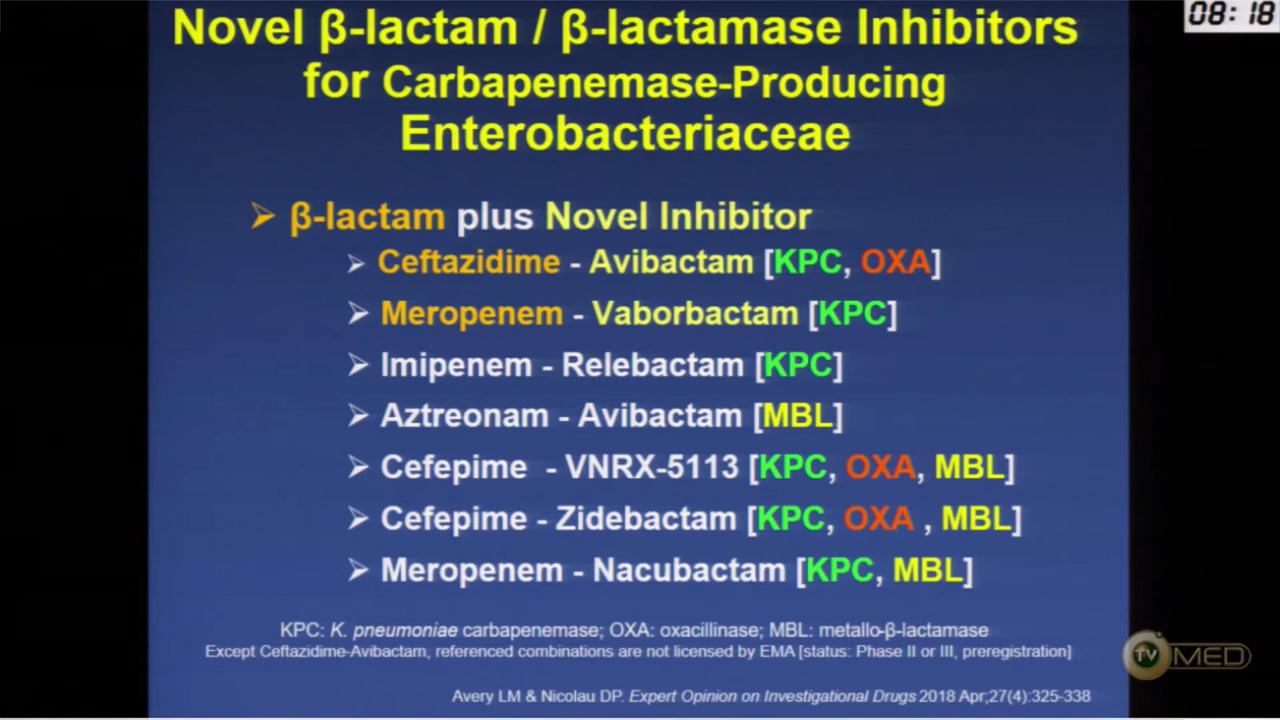 08:18
Novel β-lactam / β-lactamase Inhibitors
for Carbapenemase-Producing
Enterobacteriaceae
➢ β-lactam plus Novel Inhibitor
➢ Ceftazidime - Avibactam [KPC, OXA]
➢ Meropenem - Vaborbactam [KPC]
➢ Imipenem - Relebactam [KPC]
➢ Aztreonam - Avibactam [MBL]
➢ Cefepime - VNRX-5113 [KPC, OXA, MBL]
➢ Cefepime - Zidebactam [KPC, OXA , MBL]
➢ Meropenem - Nacubactam [KPC, MBL]
KPC: K. pneumoniae carbapenemase; OXA: oxacillinase; MBL: metallo-β-lactamase
Except Ceftazidime-Avibactam, referenced combinations are not licensed by EMA [status: Phase II or III, preregistration]
TV MED
Avery LM & Nicolau DP. Expert Opinion on Investigational Drugs 2018 Apr;27(4):325-338